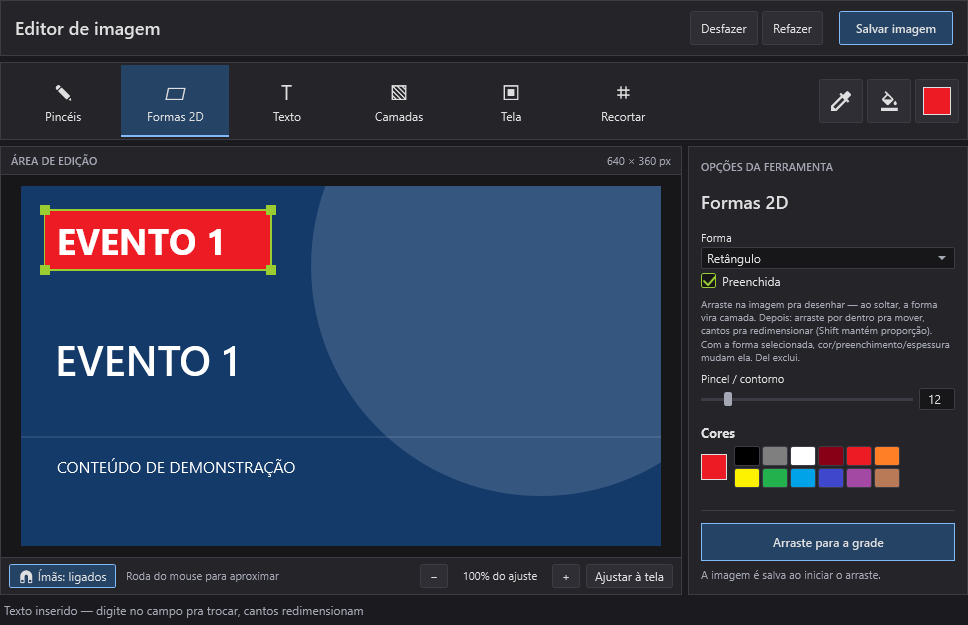 Editor de imagem
Desfazer
Refazer
Salvar imagem
Pincéis
Formas 2D
Texto
Camadas
Tela
Recortar
ÁREA DE EDIÇÃO
640 × 360 px
EVENTO 1
EVENTO 1
CONTEÚDO DE DEMONSTRAÇÃO
Ímãs: ligados
Roda do mouse para aproximar
−
100% do ajuste
+
Ajustar à tela
OPÇÕES DA FERRAMENTA
Formas 2D
Forma
Retângulo
Preenchida
Arraste na imagem pra desenhar — ao soltar, a forma
vira camada. Depois: arraste por dentro pra mover,
cantos pra redimensionar (Shift mantém proporção).
Com a forma selecionada, cor/preenchimento/espessura
mudam ela. Del exclui.
Pincel / contorno
12
Cores
Arraste para a grade
A imagem é salva ao iniciar o arraste.
Texto inserido — digite no campo pra trocar, cantos redimensionam